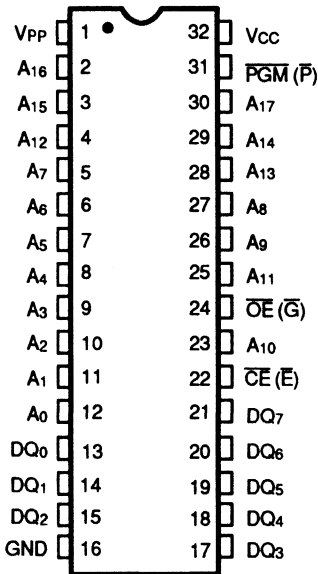 VPP 1 32 VCC
A16 2 31 P̅G̅M̅ (P̅)
A15 3 30 A17
A12 4 29 A14
A7 5 28 A13
A6 6 27 A8
A5 7 26 A9
A4 8 25 A11
A3 9 24 O̅E̅ (G̅)
A2 10 23 A10
A1 11 22 C̅E̅ (E̅)
A0 12 21 DQ7
DQ0 13 20 DQ6
DQ1 14 19 DQ5
DQ2 15 18 DQ4
GND 16 17 DQ3